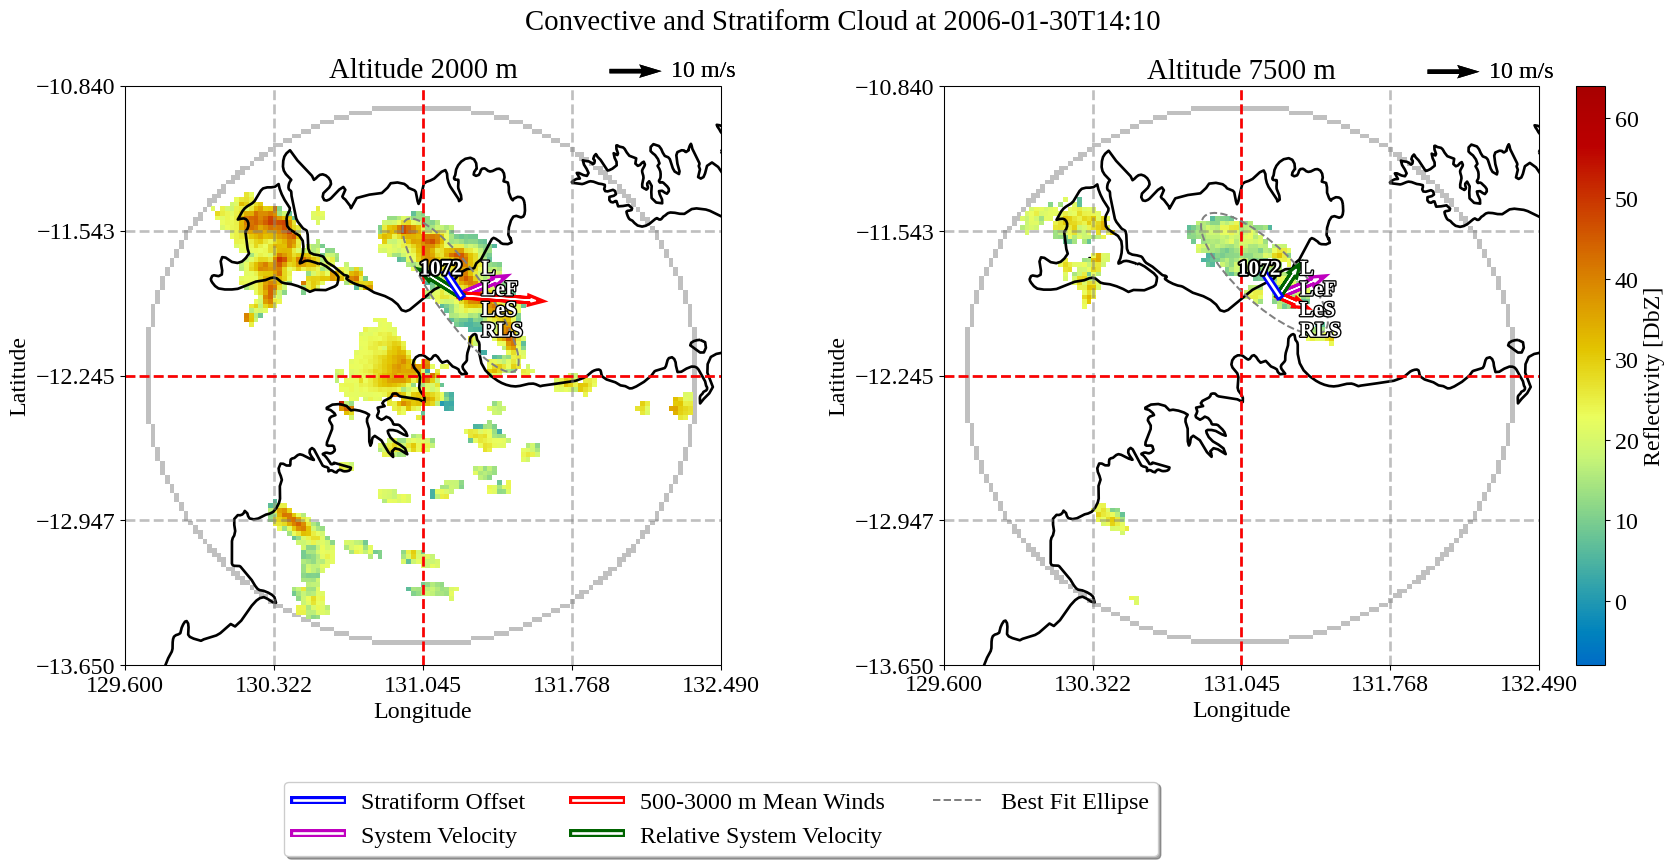 Convective and Stratiform Cloud at 2006-01-30T14:10
Altitude 2000 m
10 m/s
−10.840
−11.543
−12.245
−12.947
−13.650
Latitude
129.600
130.322
131.045
131.768
132.490
Longitude
1072
L
LeF
LeS
RLS
Altitude 7500 m
10 m/s
−10.840
−11.543
−12.245
−12.947
−13.650
Latitude
129.600
130.322
131.045
131.768
132.490
Longitude
1072
L
LeF
LeS
RLS
60
50
40
30
20
10
0
Reflectivity [DbZ]
Stratiform Offset
System Velocity
500-3000 m Mean Winds
Relative System Velocity
Best Fit Ellipse